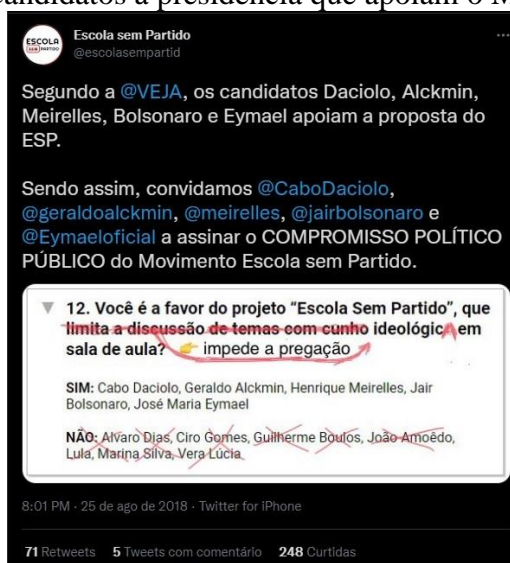 candidatos à presidência que apoiam o M
ESCOLA
SEM PARTIDO
Escola sem Partido
@escolasempartid
Segundo a @VEJA, os candidatos Daciolo, Alckmin,
Meirelles, Bolsonaro e Eymael apoiam a proposta do
ESP.
Sendo assim, convidamos @CaboDaciolo,
@geraldoalckmin, @meirelles, @jairbolsonaro e
@Eymaeloficial a assinar o COMPROMISSO POLÍTICO
PÚBLICO do Movimento Escola sem Partido.
12. Você é a favor do projeto “Escola Sem Partido”, que
limita a discussão de temas com cunho ideológic em
sala de aula? 👉 impede a pregação
SIM: Cabo Daciolo, Geraldo Alckmin, Henrique Meirelles, Jair
Bolsonaro, José Maria Eymael
NÃO: Alvaro Dias, Ciro Gomes, Guilherme Boulos, João Amoêdo,
Lula, Marina Silva, Vera Lúcia
8:01 PM · 25 de ago de 2018 · Twitter for iPhone
71 Retweets 5 Tweets com comentário 248 Curtidas